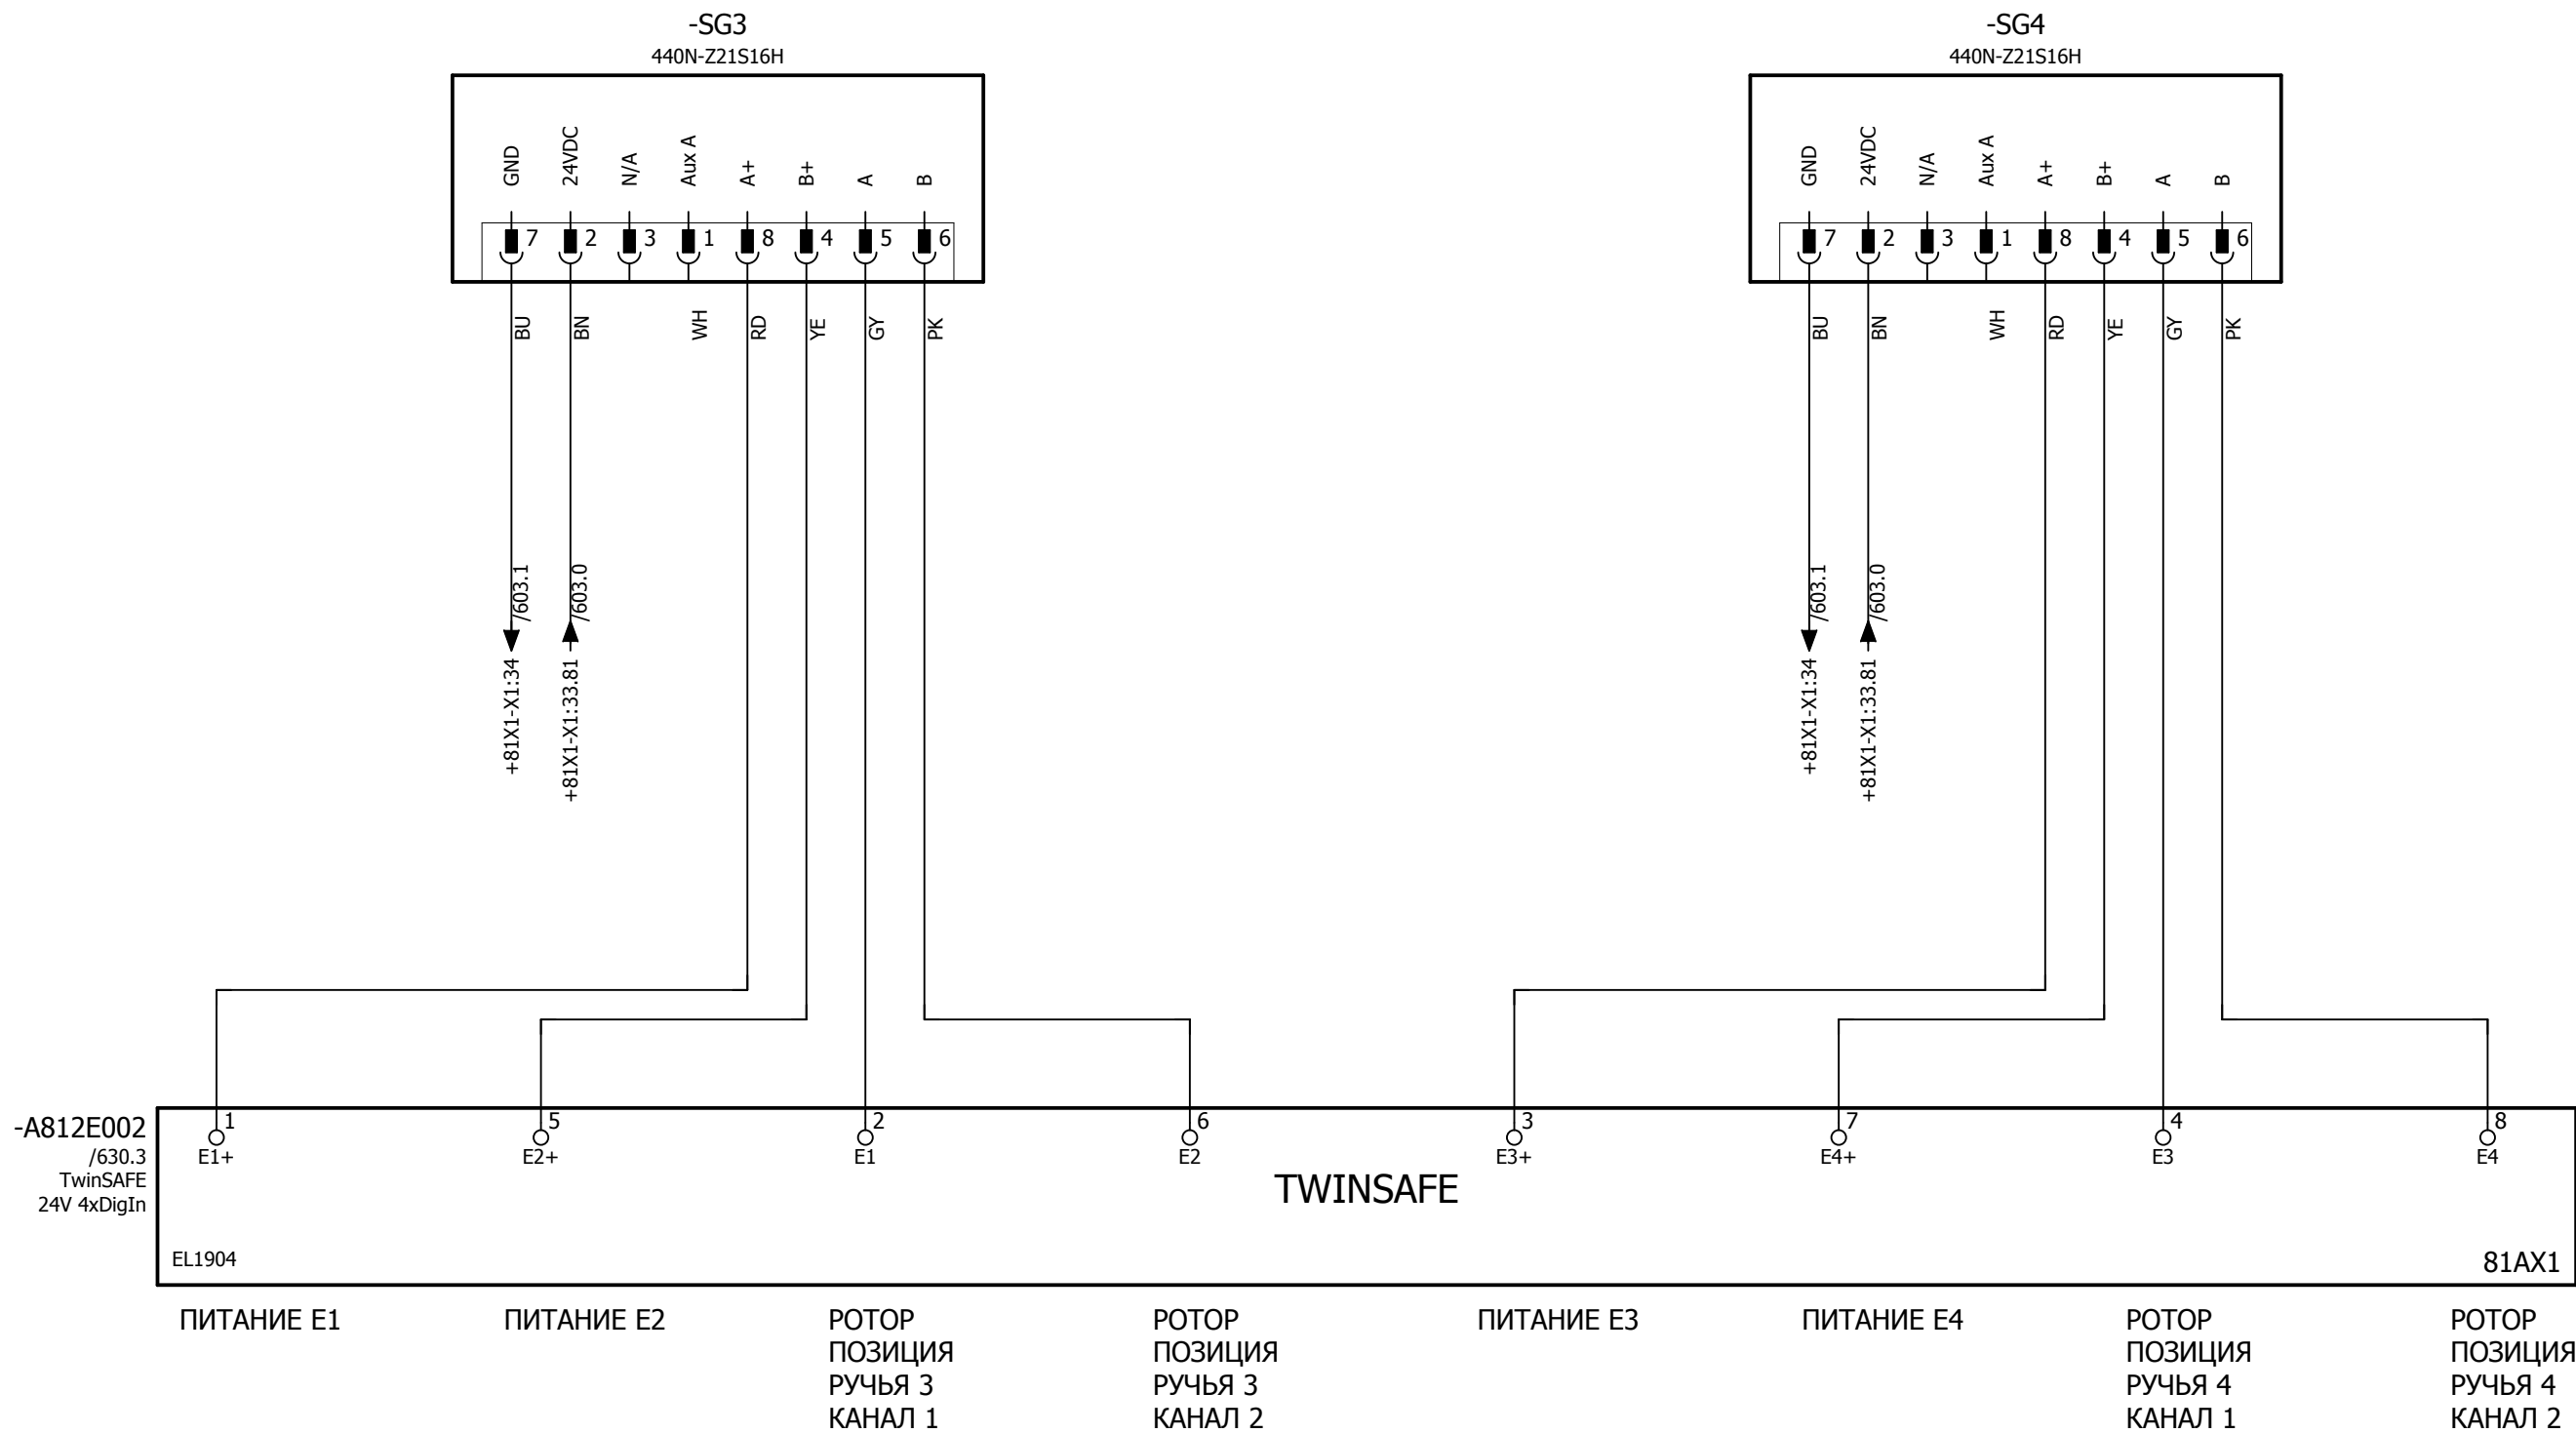 -SG3
440N-Z21S16H
GND
24VDC
N/A
Aux A
A+
B+
A
B
7
2
3
1
8
4
5
6
BU
BN
WH
RD
YE
GY
PK
/603.1
/603.0
+81X1-X1:34
+81X1-X1:33.81
-SG4
440N-Z21S16H
GND
24VDC
N/A
Aux A
A+
B+
A
B
7
2
3
1
8
4
5
6
BU
BN
WH
RD
YE
GY
PK
/603.1
/603.0
+81X1-X1:34
+81X1-X1:33.81
-A812E002
/630.3
TwinSAFE
24V 4xDigIn
1
E1+
5
E2+
2
E1
6
E2
3
E3+
7
E4+
4
E3
8
E4
TWINSAFE
EL1904
81AX1
ПИТАНИЕ E1
ПИТАНИЕ E2
РОТОР
ПОЗИЦИЯ
РУЧЬЯ 3
КАНАЛ 1
РОТОР
ПОЗИЦИЯ
РУЧЬЯ 3
КАНАЛ 2
ПИТАНИЕ E3
ПИТАНИЕ E4
РОТОР
ПОЗИЦИЯ
РУЧЬЯ 4
КАНАЛ 1
РОТОР
ПОЗИЦИЯ
РУЧЬЯ 4
КАНАЛ 2